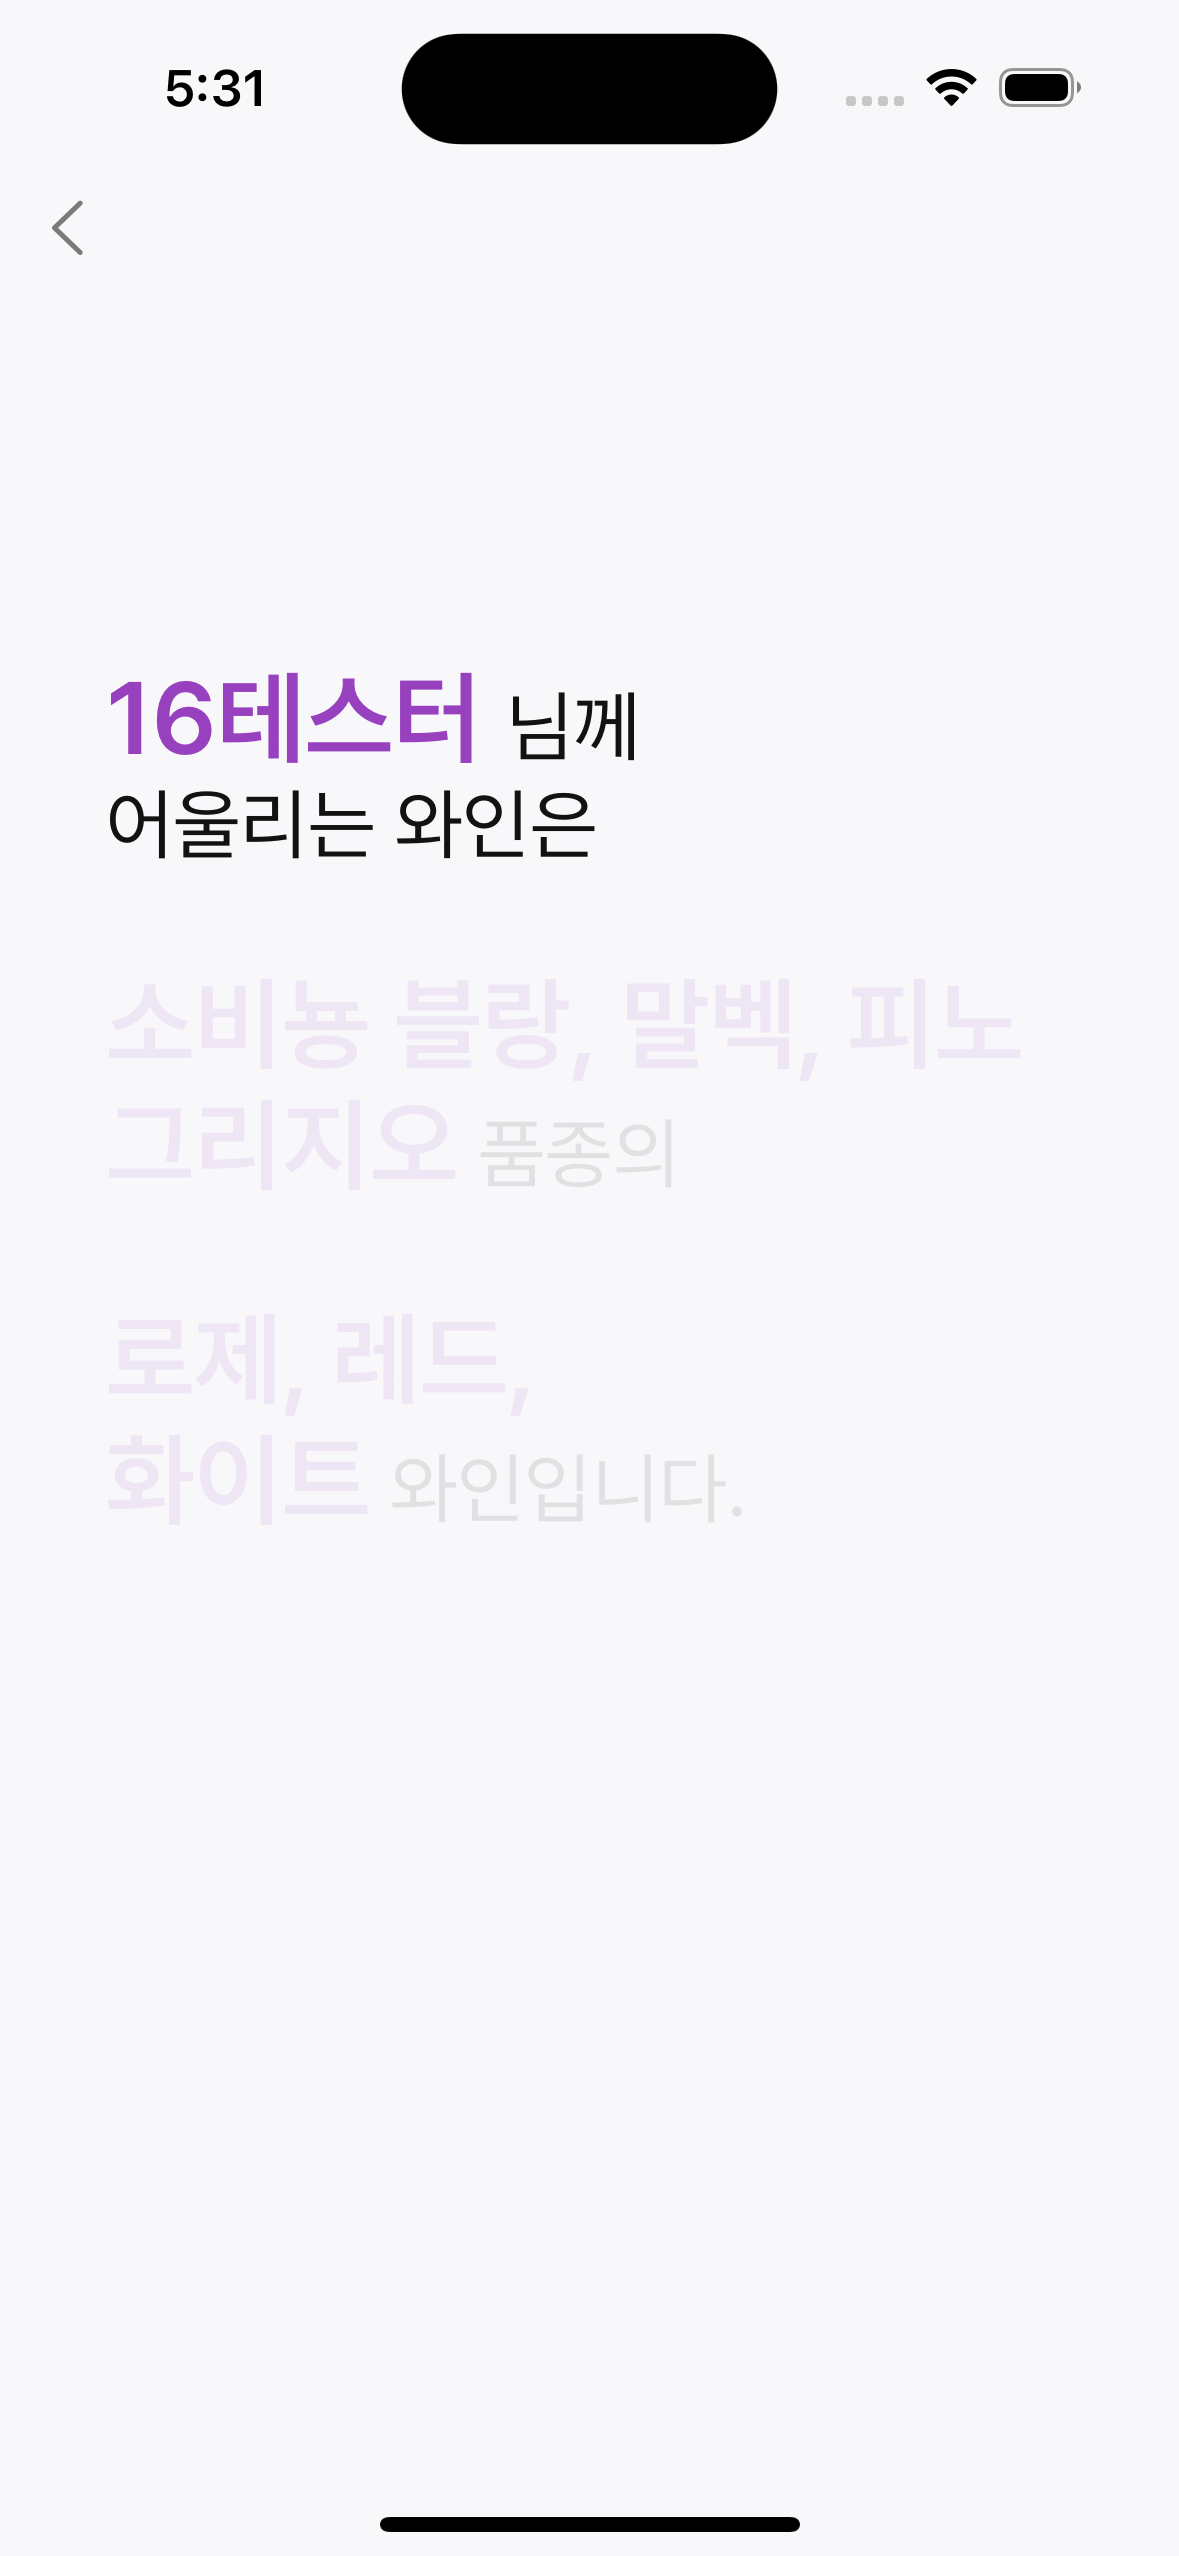 5:31
16테스터 님께
어울리는 와인은
소비뇽 블랑, 말벡, 피노
그리지오 품종의
로제, 레드,
화이트 와인입니다.